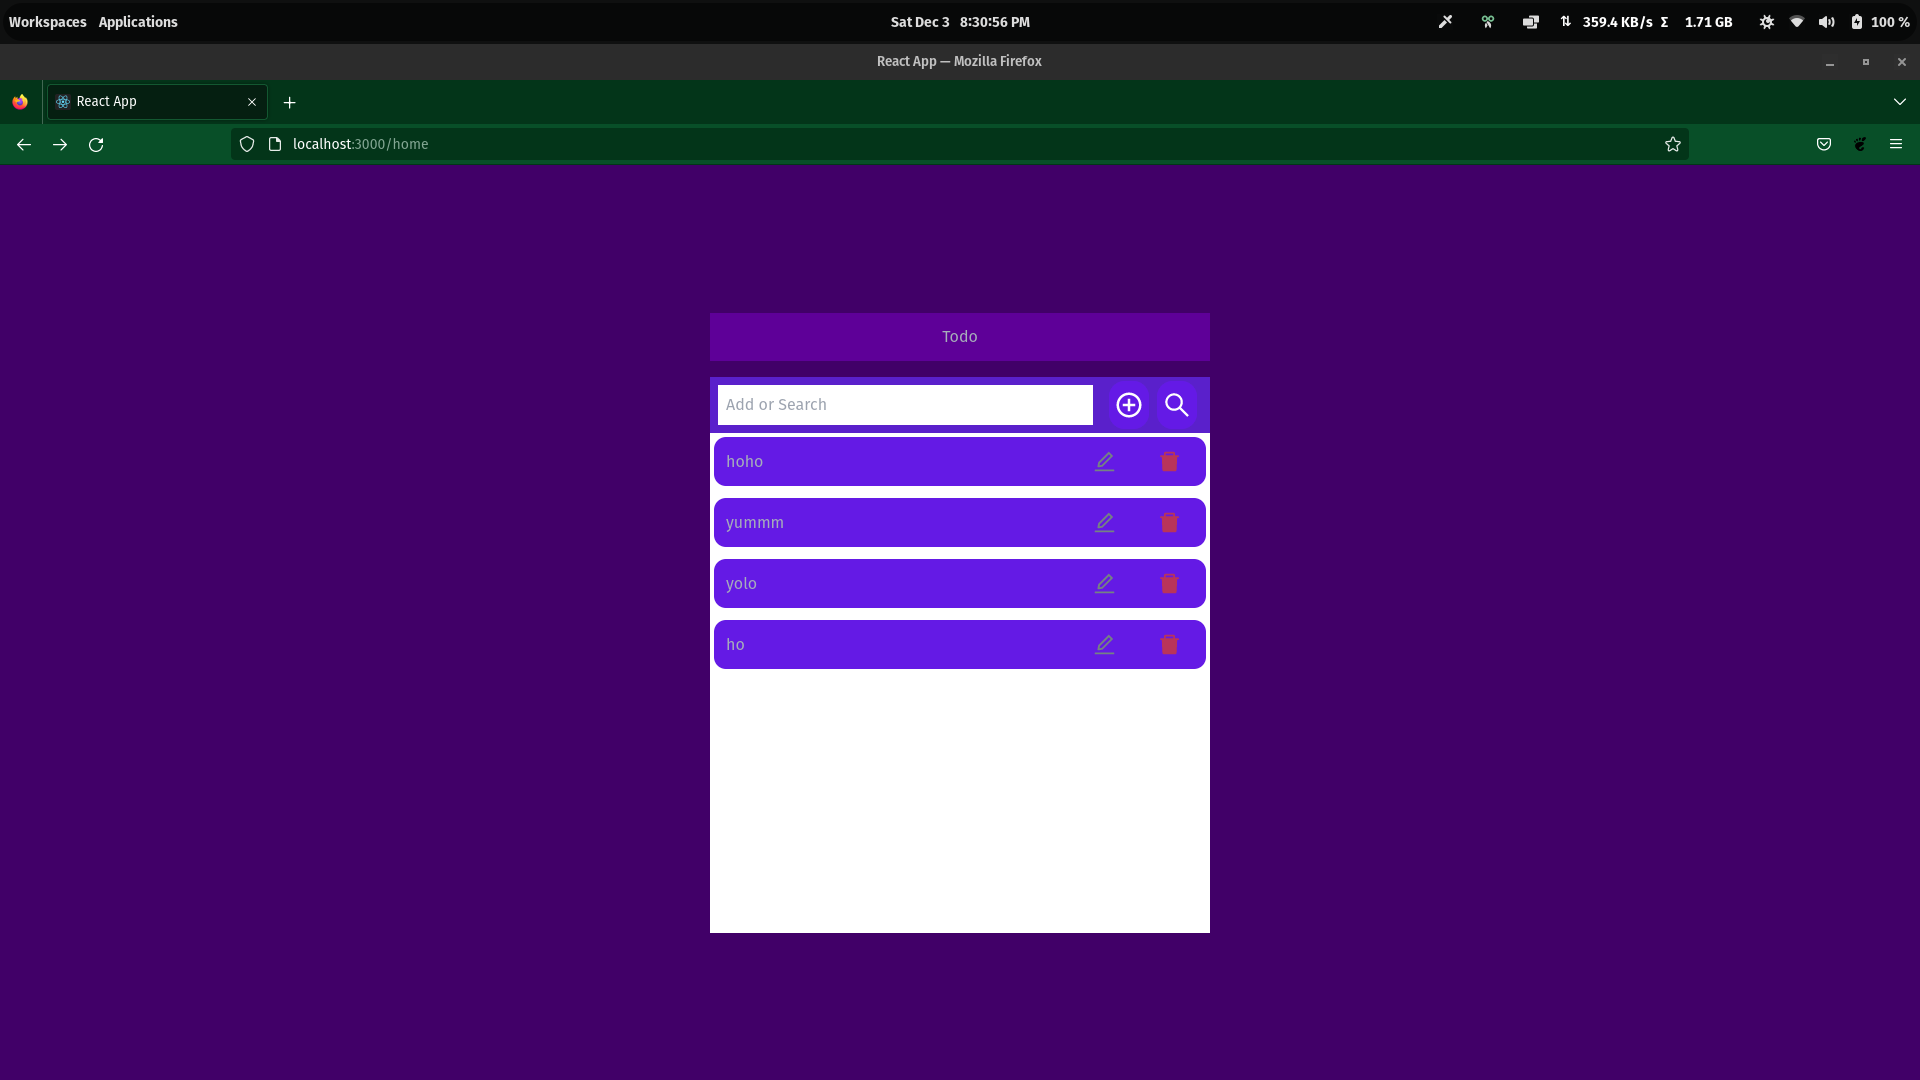 Workspaces Applications Sat Dec 3 8:30:56 PM 359.4 KB/s Σ 1.71 GB 100 %
React App — Mozilla Firefox
React App
localhost:3000/home
Todo
Add or Search
hoho
yummm
yolo
ho